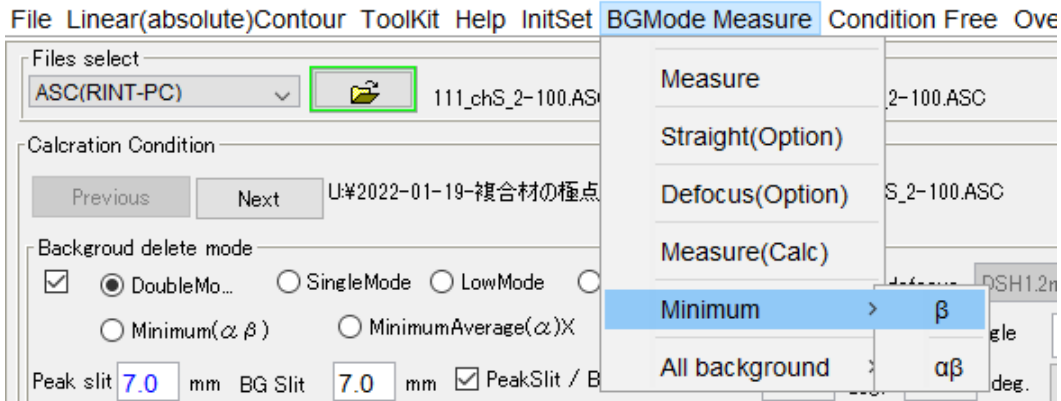 File Linear(absolute)Contour ToolKit Help InitSet BGMode Measure Condition Free Ove
Files select
ASC(RINT-PC)
111_chS_2-100.AS
2-100.ASC
Calcration Condition
Previous
Next
U:¥2022-01-19-複合材の極点
S_2-100.ASC
Backgroud delete mode
DoubleMo...
SingleMode
LowMode
DSH1.2m
Minimum(αβ)
MinimumAverage(α)X
gle
Peak slit 7.0 mm BG Slit 7.0 mm PeakSlit / B
deg.
Measure
Straight(Option)
Defocus(Option)
Measure(Calc)
Minimum >
All background
β
αβ